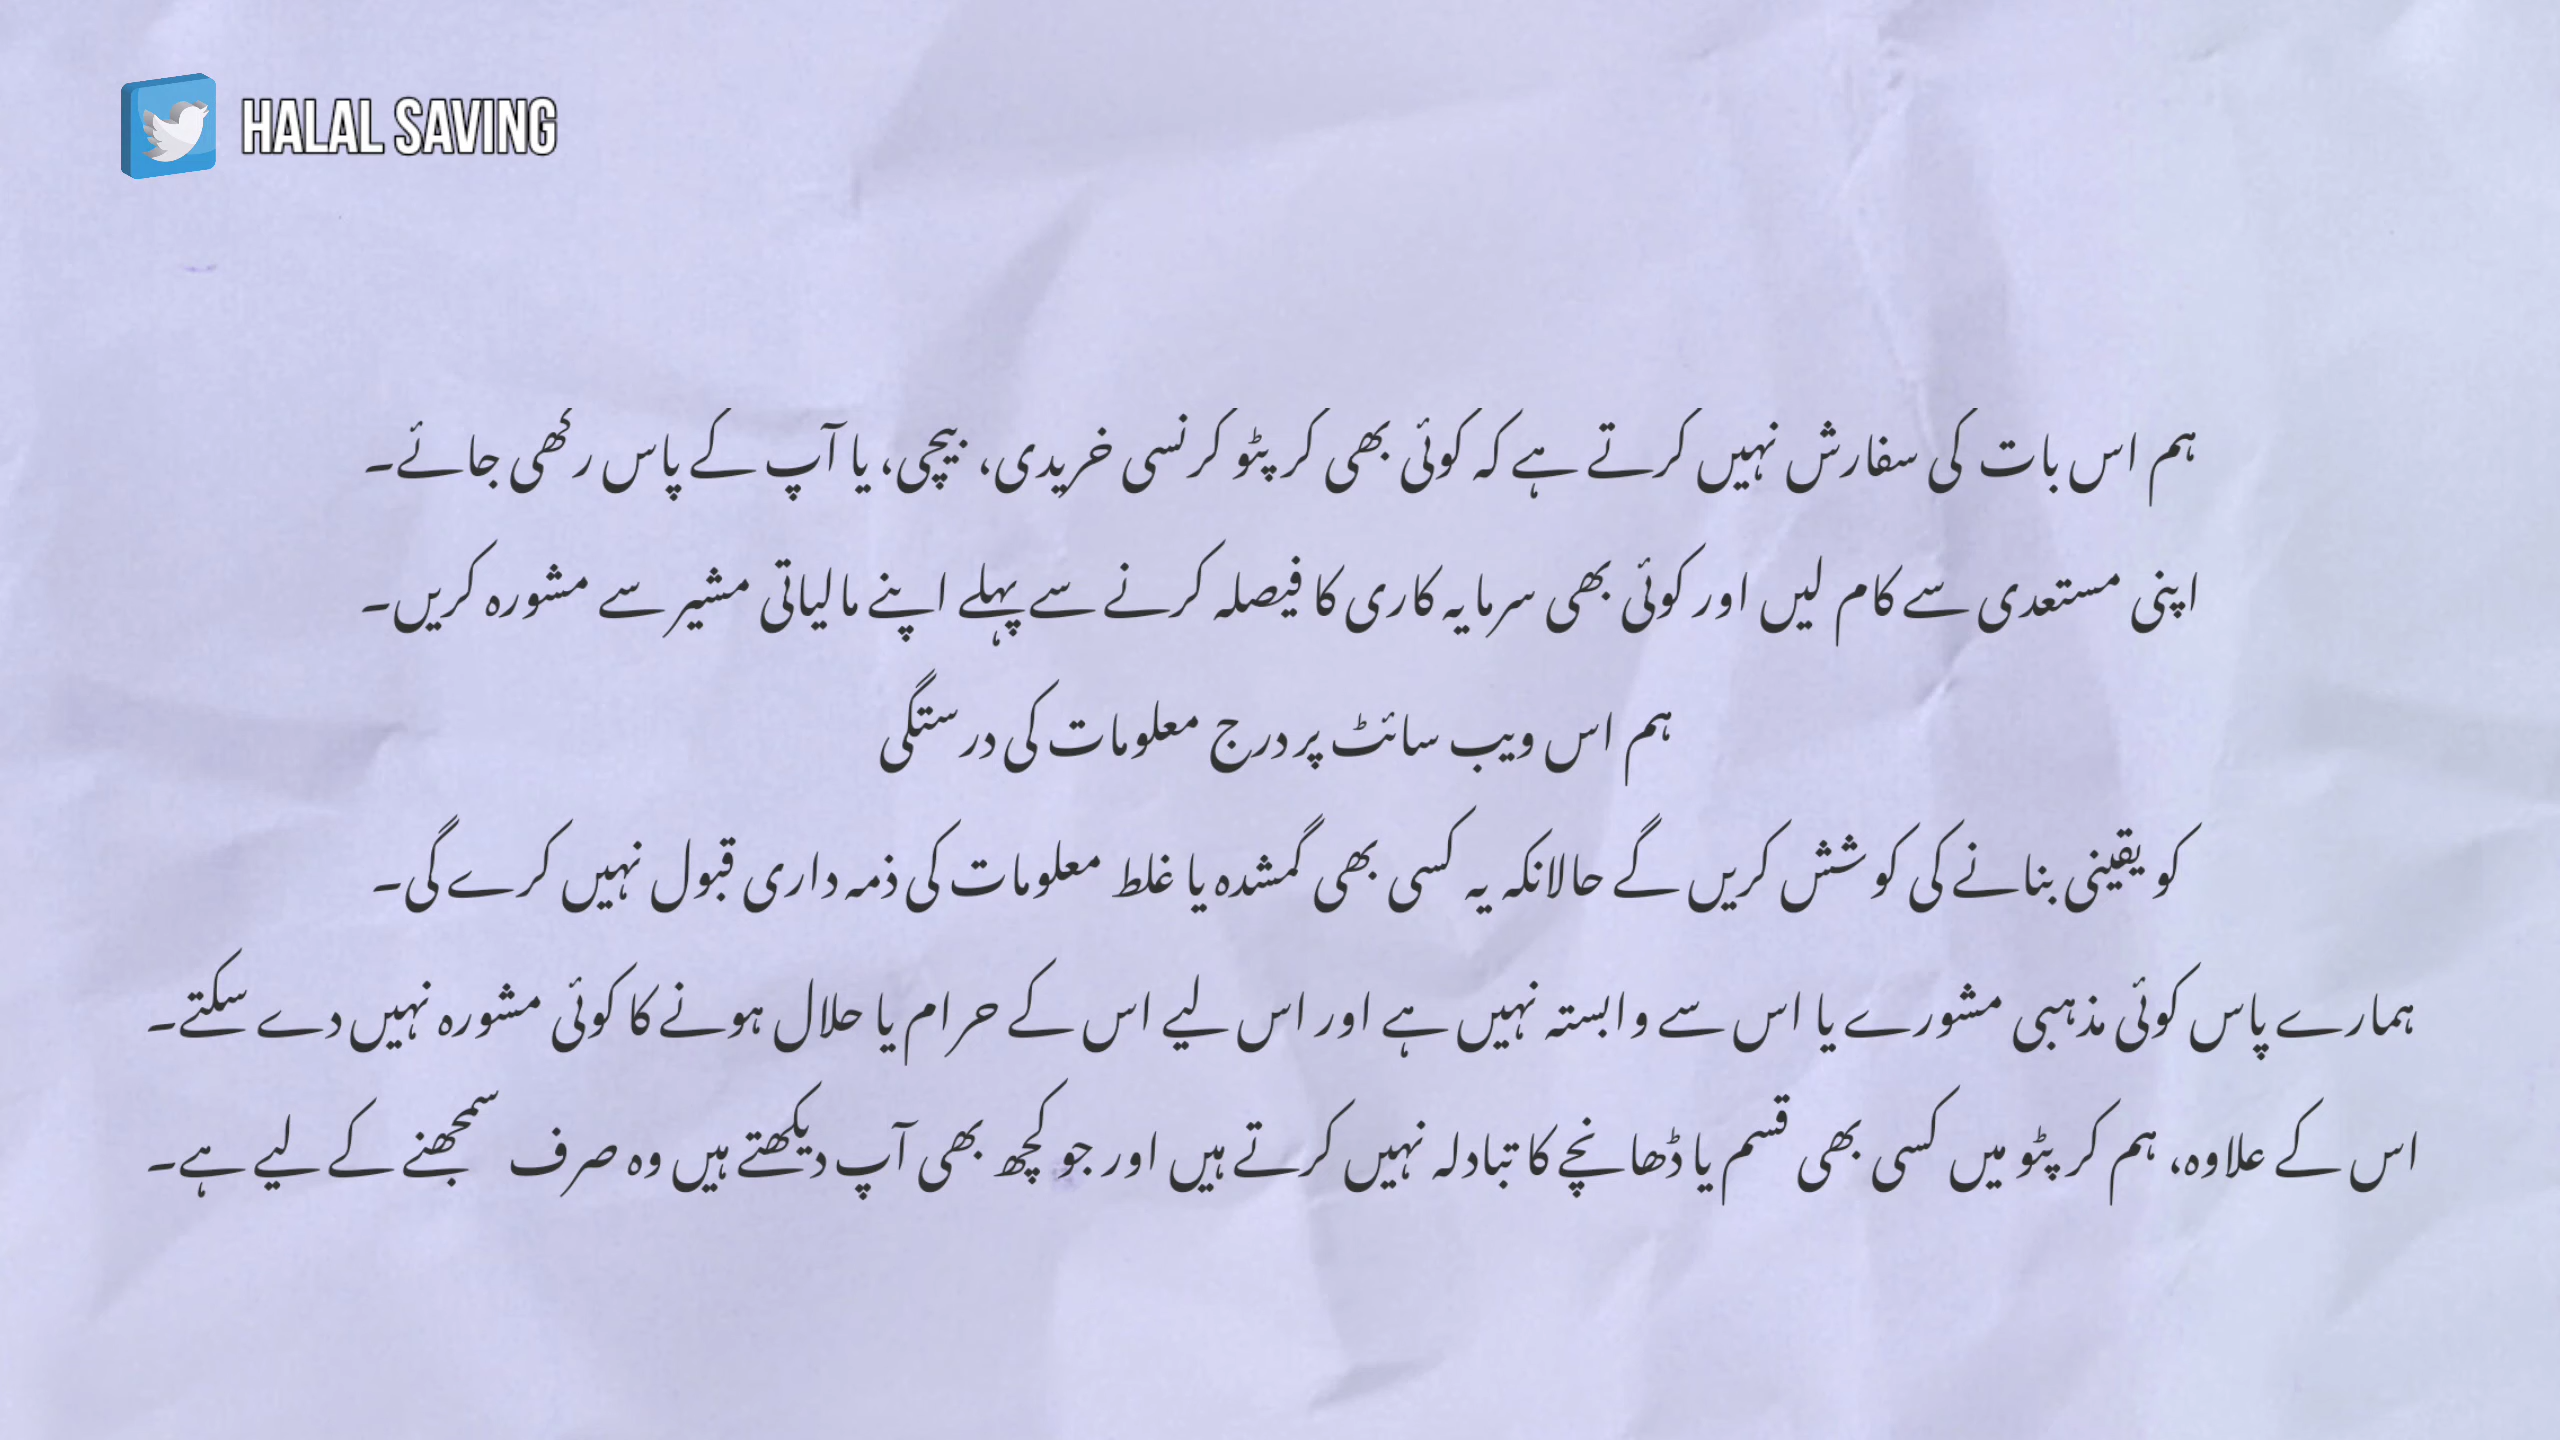 HALAL SAVING
ہم اس بات کی سفارش نہیں کرتے ہے کہ کوئی بھی کرپٹو کرنسی خریدی، بیچی، یا آپ کے پاس رکھی جائے۔
اپنی مستعدی سے کام لیں اور کوئی بھی سرمایہ کاری کا فیصلہ کرنے سے پہلے اپنے مالیاتی مشیر سے مشورہ کریں۔
ہم اس ویب سائٹ پر درج معلومات کی درستگی
کو یقینی بنانے کی کوشش کریں گے حالانکہ یہ کسی بھی گمشدہ یا غلط معلومات کی ذمہ داری قبول نہیں کرے گی۔
ہمارے پاس کوئی مذہبی مشورے یا اس سے وابستہ نہیں ہے اور اس لیے اس کے حرام یا حلال ہونے کا کوئی مشورہ نہیں دے سکتے۔
اس کے علاوہ، ہم کرپٹو میں کسی بھی قسم یا ڈھانچے کا تبادلہ نہیں کرتے ہیں اور جو کچھ بھی آپ دیکھتے ہیں وہ صرف سمجھنے کے لیے ہے۔